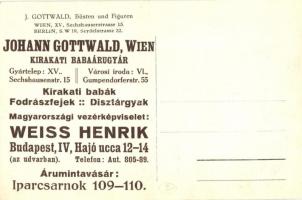 J. GOTTWALD, Büsten und Figuren
WIEN, XV., Sechshauserstrasse 15.
BERLIN, S.W 19, Seydelstrasse 22.
JOHANN GOTTWALD, WIEN
KIRAKATI BABAÁRUGYÁR
Gyártelep: XV., Városi iroda: VI.,
Sechshausenstr. 15 Gumpendorferstr. 55
Kirakati babák
Fodrászfejek :: Disztárgyak
Magyarországi vezérképviselet:
WEISS HENRIK
Budapest, IV, Hajó ucca 12-14
(az udvarban). Telefon: Aut. 805-89.
Árumintavásár:
Iparcsarnok 109—110.